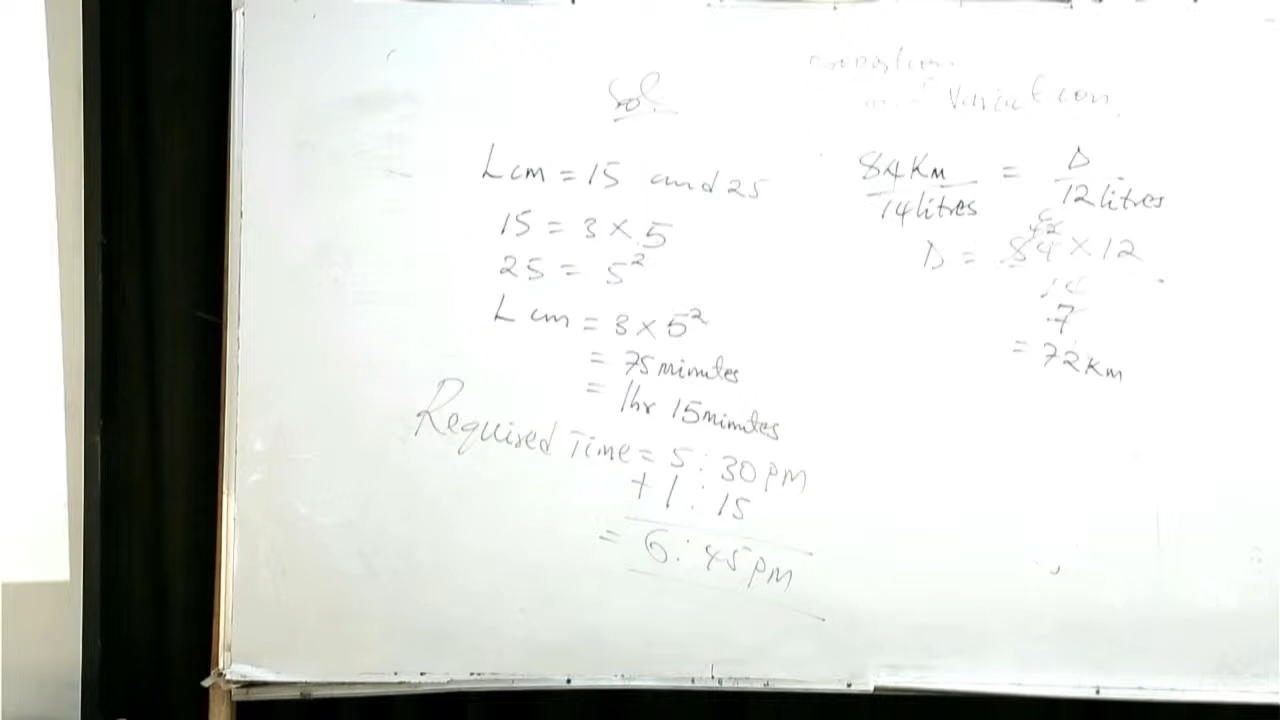 Sol.
Lcm = 15 and 25
15 = 3 × 5
25 = 5²
Lcm = 3 × 5²
= 75 minutes
= 1hr 15 minutes
Required Time = 5:30 pm
+ 1 : 15
= 6:45 pm
Variation
84 Km = D
14 litres 12 litres
D = 84 × 12
7
= 72 Km